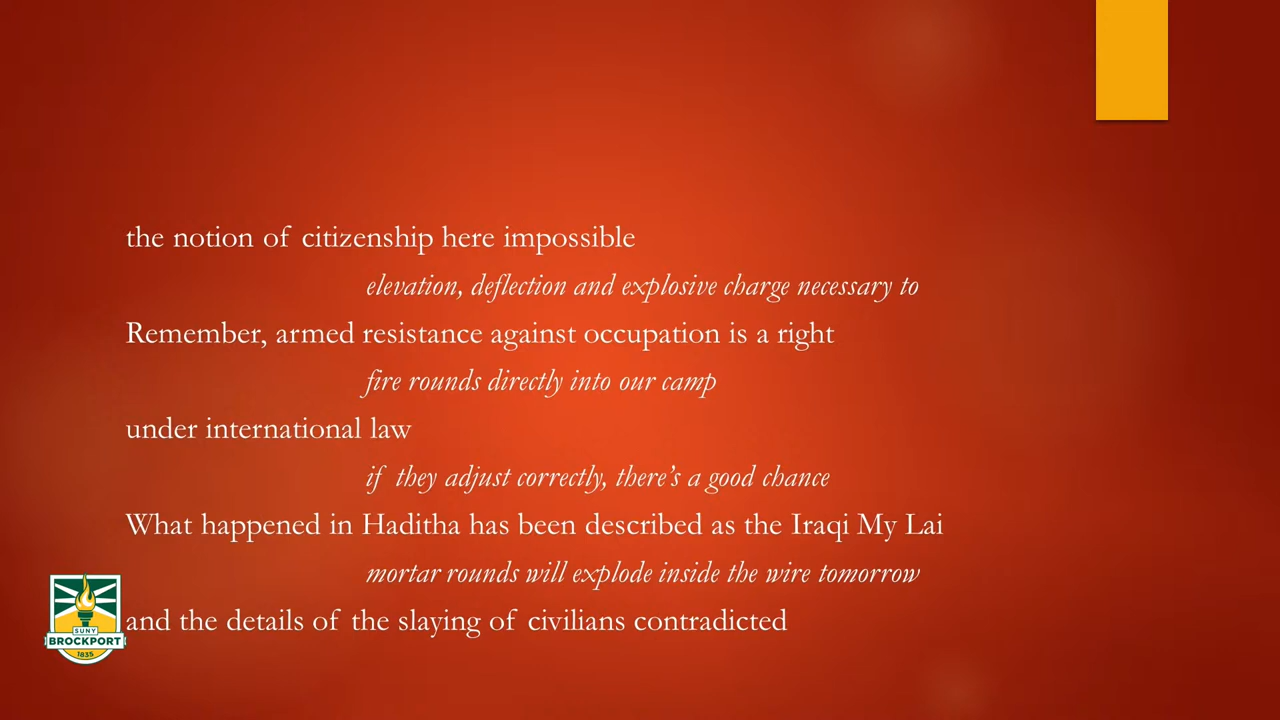 the notion of citizenship here impossible
elevation, deflection and explosive charge necessary to
Remember, armed resistance against occupation is a right
fire rounds directly into our camp
under international law
if they adjust correctly, there’s a good chance
What happened in Haditha has been described as the Iraqi My Lai
mortar rounds will explode inside the wire tomorrow
and the details of the slaying of civilians contradicted
SUNY
BROCKPORT
1835